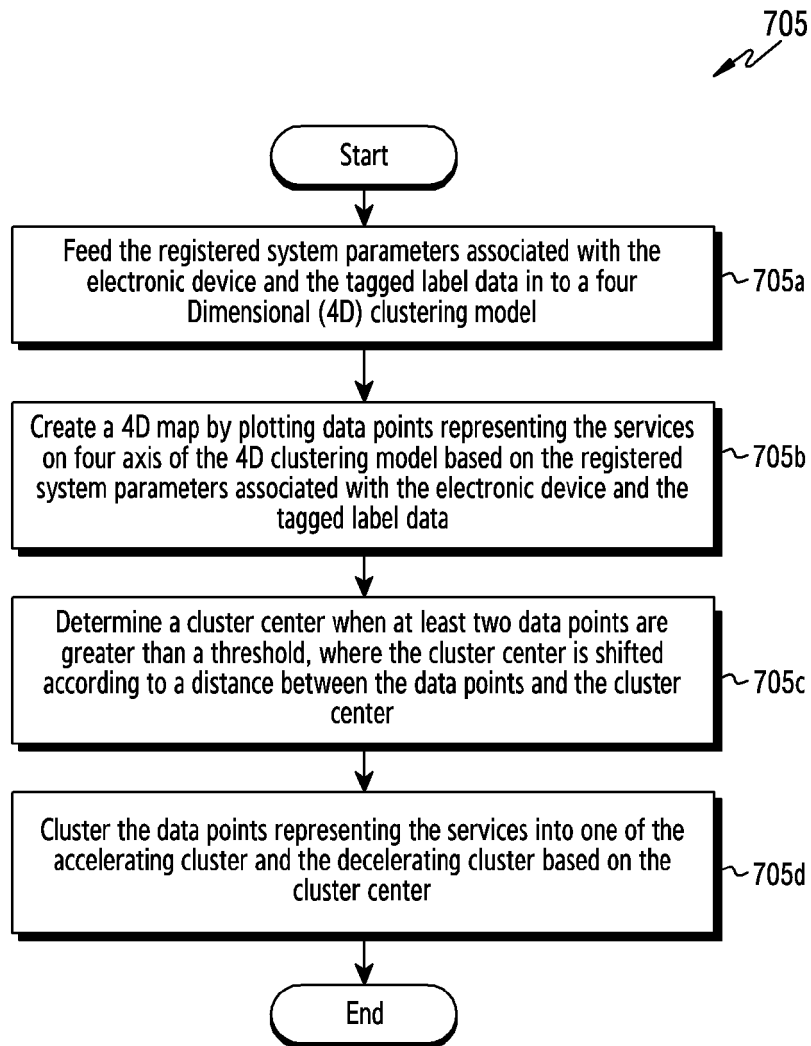 705
Start
Feed the registered system parameters associated with the
electronic device and the tagged label data in to a four
Dimensional (4D) clustering model
705a
Create a 4D map by plotting data points representing the services
on four axis of the 4D clustering model based on the registered
system parameters associated with the electronic device and the
tagged label data
705b
Determine a cluster center when at least two data points are
greater than a threshold, where the cluster center is shifted
according to a distance between the data points and the cluster
center
705c
Cluster the data points representing the services into one of the
accelerating cluster and the decelerating cluster based on the
cluster center
705d
End